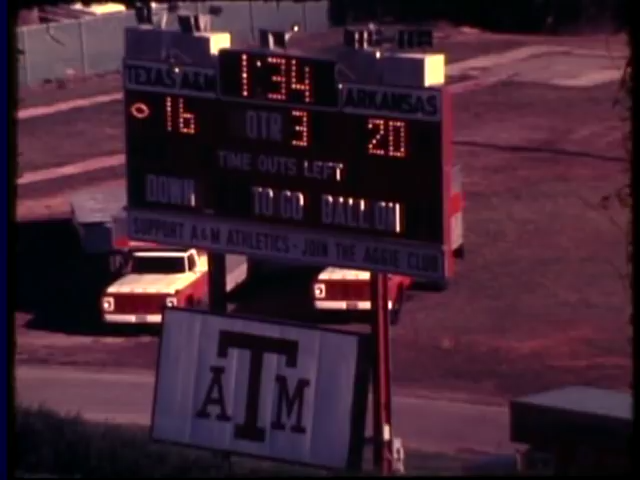 TEXAS A&M 1:34 ARKANSAS
16 QTR 3 20
TIME OUTS LEFT
DOWN TO GO BALL ON
SUPPORT A&M ATHLETICS - JOIN THE AGGIE CLUB
ATM